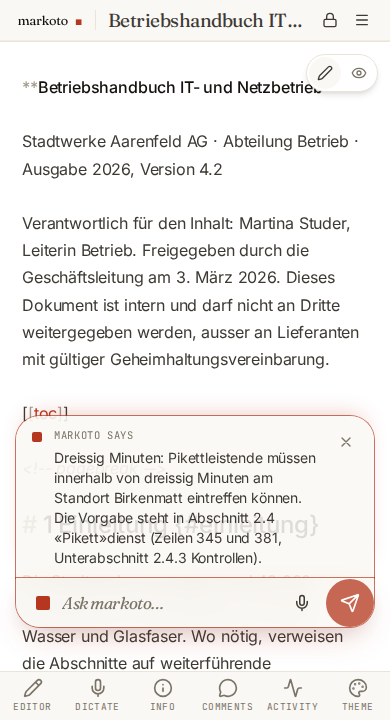 markoto
Betriebshandbuch IT...
**Betriebshandbuch IT- und Netzbetrieb
Stadtwerke Aarenfeld AG · Abteilung Betrieb ·
Ausgabe 2026, Version 4.2
Verantwortlich für den Inhalt: Martina Studer,
Leiterin Betrieb. Freigegeben durch die
Geschäftsleitung am 3. März 2026. Dieses
Dokument ist intern und darf nicht an Dritte
weitergegeben werden, ausser an Lieferanten
mit gültiger Geheimhaltungsvereinbarung.
[[toc]]
MARKOTO SAYS
Dreissig Minuten: Pikettleistende müssen
innerhalb von dreissig Minuten am
Standort Birkenmatt eintreffen können.
Die Vorgabe steht in Abschnitt 2.4
«Pikett»dienst (Zeilen 345 und 381,
Unterabschnitt 2.4.3 Kontrollen).
# 1 Einleitung {#einleitung}
Ask markoto...
Wasser und Glasfaser. Wo nötig, verweisen
die Abschnitte auf weiterführende
EDITOR
DICTATE
INFO
COMMENTS
ACTIVITY
THEME